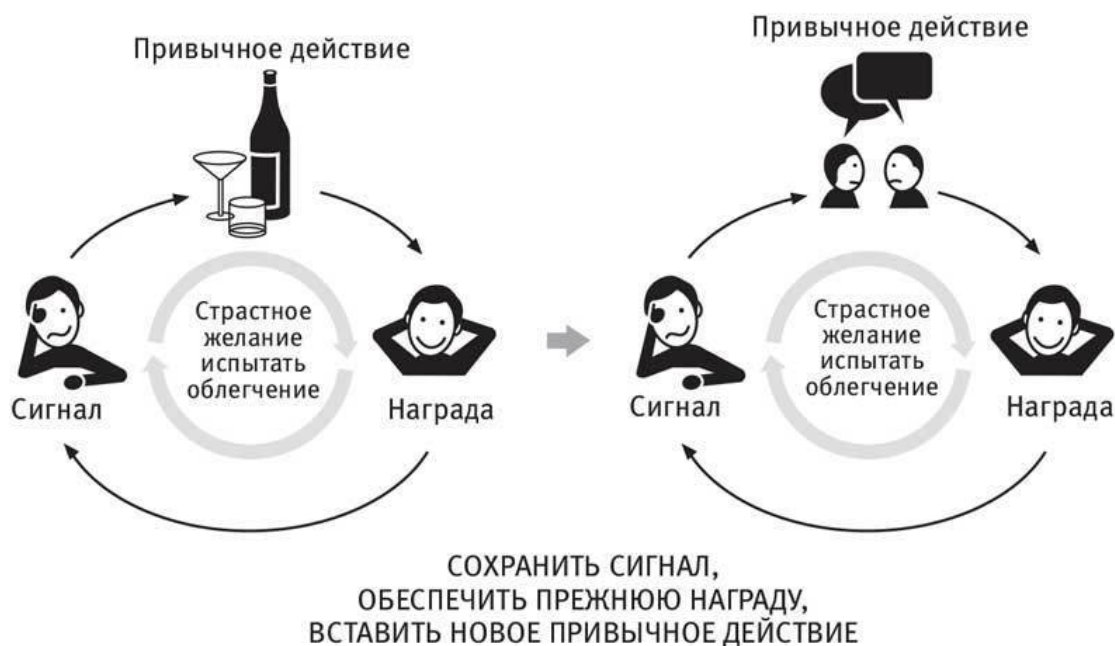 Привычное действие
Страстное
желание
испытать
облегчение
Сигнал
Награда
Привычное действие
Страстное
желание
испытать
облегчение
Сигнал
Награда
СОХРАНИТЬ СИГНАЛ,
ОБЕСПЕЧИТЬ ПРЕЖНЮЮ НАГРАДУ,
ВСТАВИТЬ НОВОЕ ПРИВЫЧНОЕ ДЕЙСТВИЕ